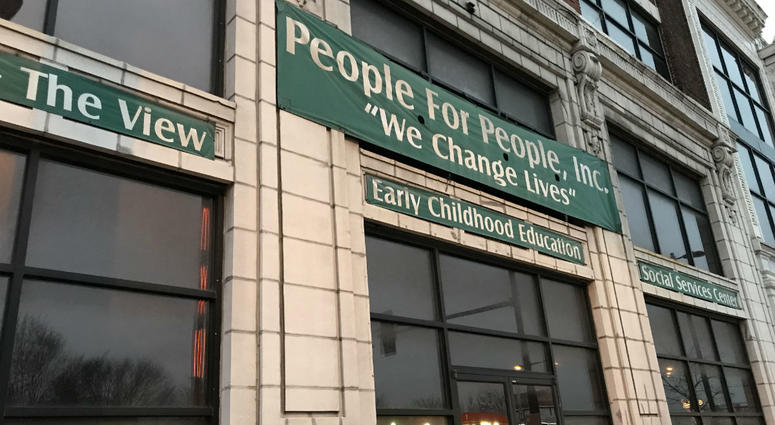 The View
People For People, Inc.
"We Change Lives"
Early Childhood Education
Social Services Center